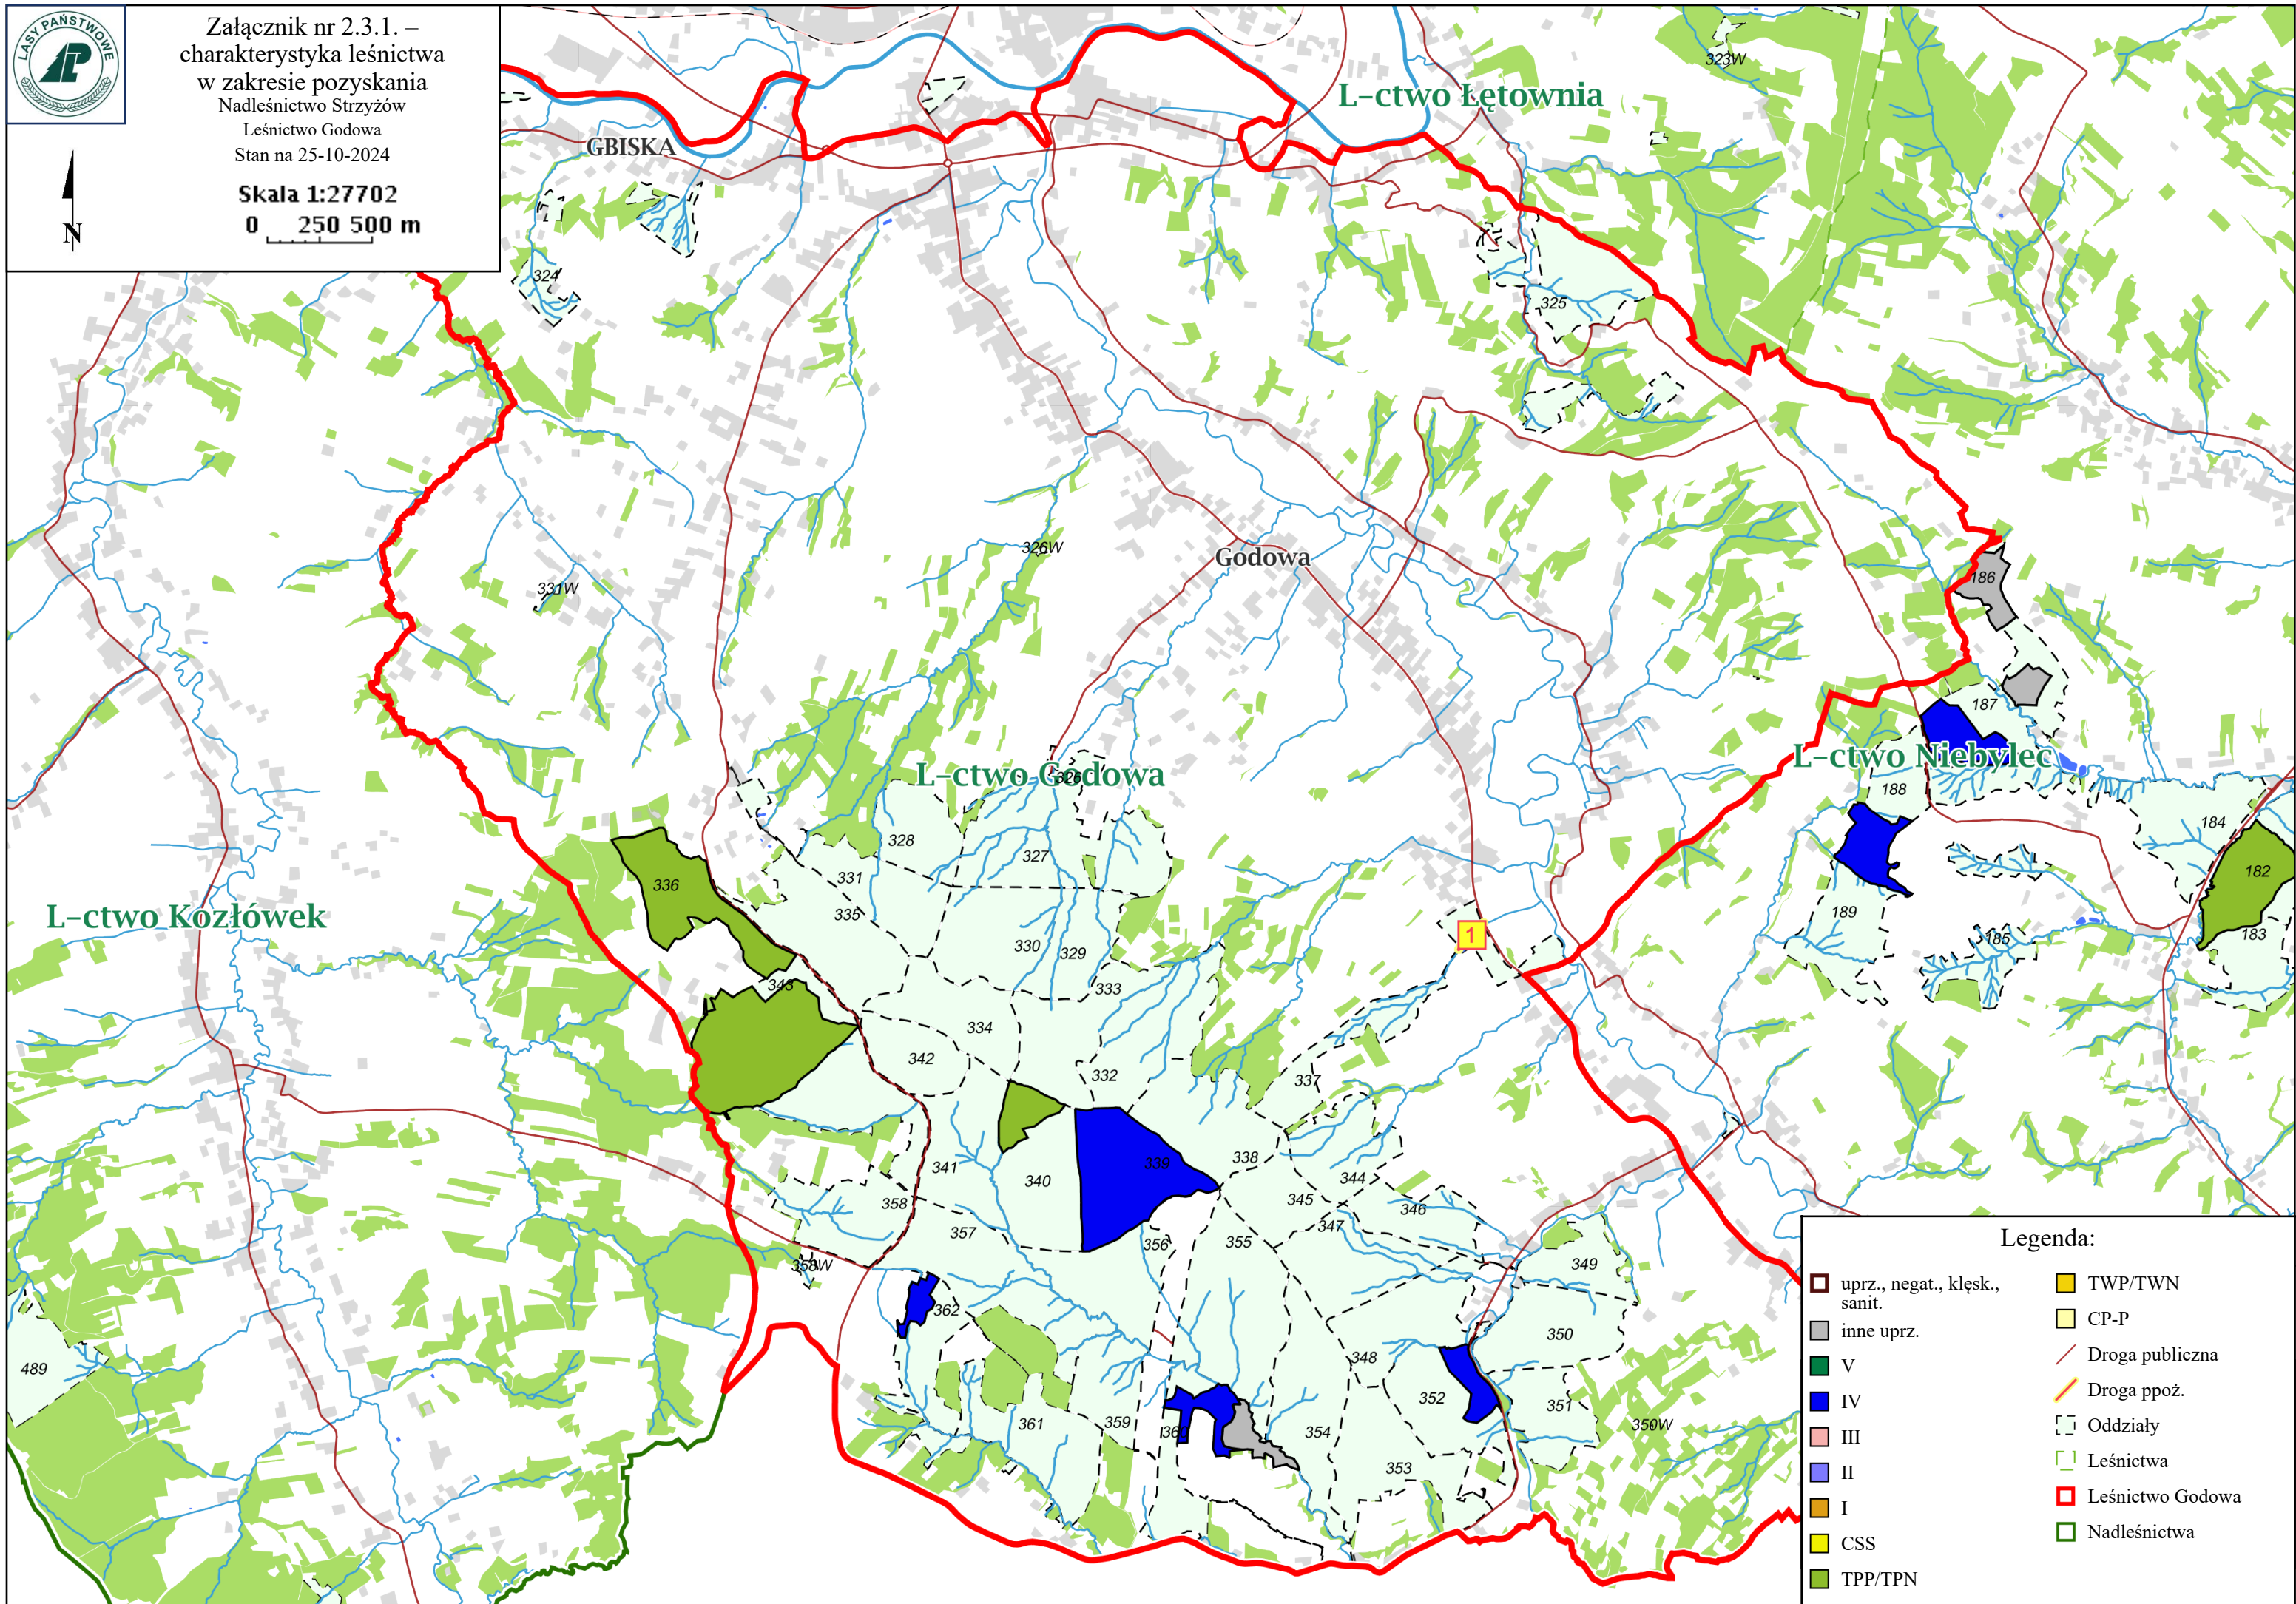 LASY PAŃSTWOWE
Załącznik nr 2.3.1. –
charakterystyka leśnictwa
w zakresie pozyskania
Nadleśnictwo Strzyżów
Leśnictwo Godowa
Stan na 25-10-2024
Skala 1:27702
0 250 500 m
N
L-ctwo Łętownia
323W
GBISKA
324
325
326W
Godowa
331W
186
187
L-ctwo Niebylec
L-ctwo Godowa
326
188
328
327
184
331
336
182
335
189
L-ctwo Kozłówek
1
183
185
330
329
343
333
334
342
332
337
338
339
341
340
344
345
358
346
347
357
356
355
358W
349
362
350
348
352
351
361
359
360
354
350W
353
489
Legenda:
uprz., negat., klęsk.,
sanit.
inne uprz.
V
IV
III
II
I
CSS
TPP/TPN
TWP/TWN
CP-P
Droga publiczna
Droga ppoż.
Oddziały
Leśnictwa
Leśnictwo Godowa
Nadleśnictwa